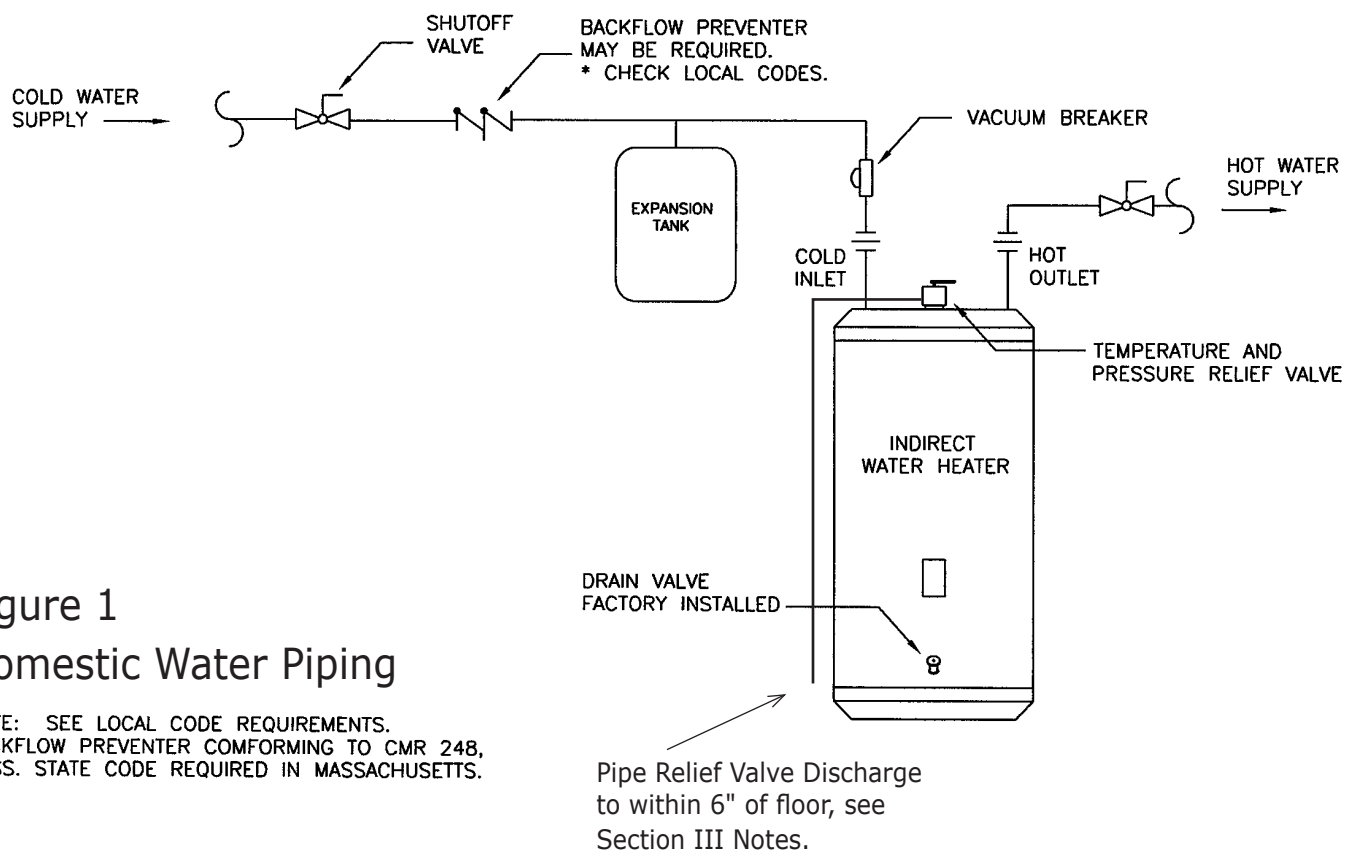 SHUTOFF
VALVE
BACKFLOW PREVENTER
MAY BE REQUIRED.
* CHECK LOCAL CODES.
COLD WATER
SUPPLY
VACUUM BREAKER
HOT WATER
SUPPLY
EXPANSION
TANK
COLD
INLET
HOT
OUTLET
TEMPERATURE AND
PRESSURE RELIEF VALVE
INDIRECT
WATER HEATER
DRAIN VALVE
FACTORY INSTALLED
gure 1
omestic Water Piping
TE: SEE LOCAL CODE REQUIREMENTS.
CKFLOW PREVENTER COMFORMING TO CMR 248,
SS. STATE CODE REQUIRED IN MASSACHUSETTS.
Pipe Relief Valve Discharge
to within 6" of floor, see
Section III Notes.